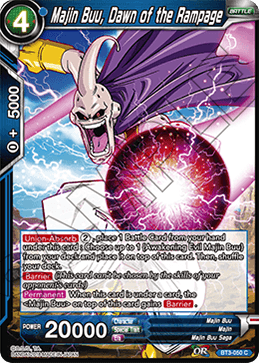 4
Majin Buu, Dawn of the Rampage
BATTLE
0 + 5000
Union-Absorb 2, place 1 Battle Card from your hand
under this card : Choose up to 1 {Awakening Evil Majin Buu}
from your deck and place it on top of this card. Then, shuffle
your deck.
Barrier (This card can't be chosen by the skills of your
opponent's cards)
Permanent When this card is under a card, the
Majin Buu on top of this card gains Barrier
POWER 20000
Majin Buu
Majin
Majin Buu Saga
BT3-050 C